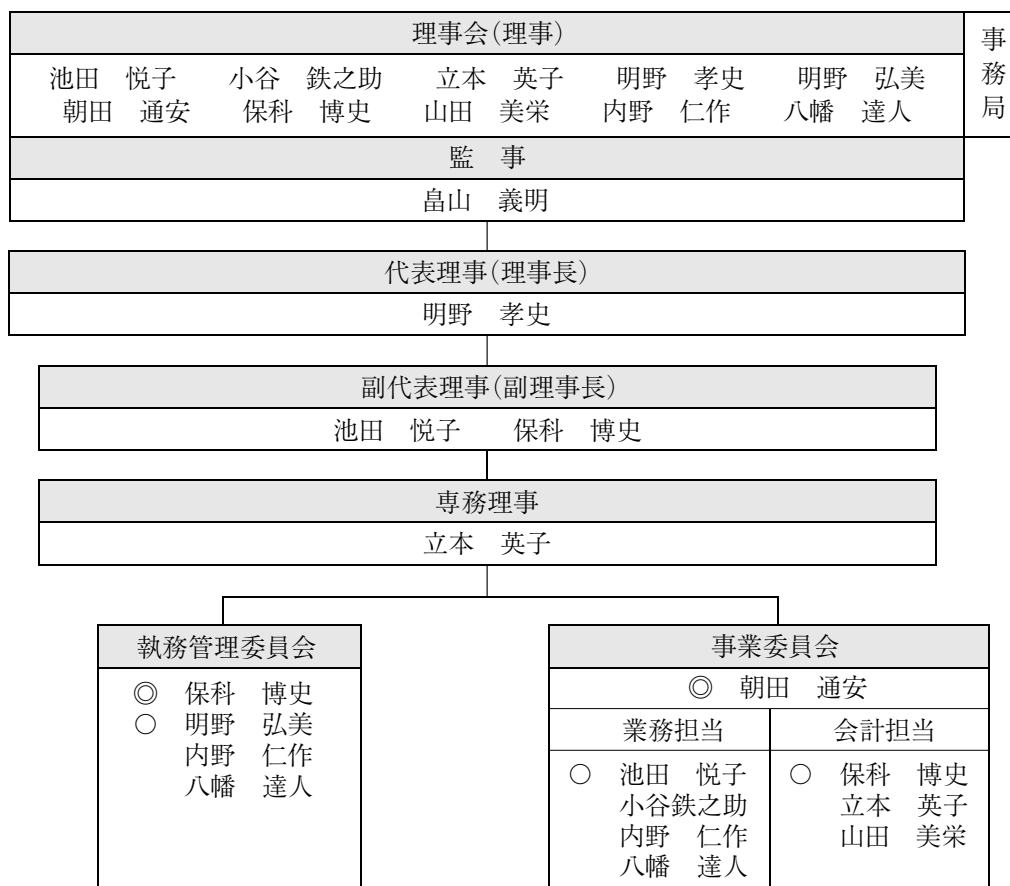 理事会(理事)
事務局
池田　悦子　小谷　鉄之助　立本　英子　明野　孝史　明野　弘美
朝田　通安　保科　博史　山田　美栄　内野　仁作　八幡　達人
監　事
畠山　義明
代表理事(理事長)
明野　孝史
副代表理事(副理事長)
池田　悦子　保科　博史
専務理事
立本　英子
執務管理委員会
◎　保科　博史
○　明野　弘美
内野　仁作
八幡　達人
事業委員会
◎　朝田　通安
業務担当
○　池田　悦子
小谷鉄之助
内野　仁作
八幡　達人
会計担当
○　保科　博史
立本　英子
山田　美栄